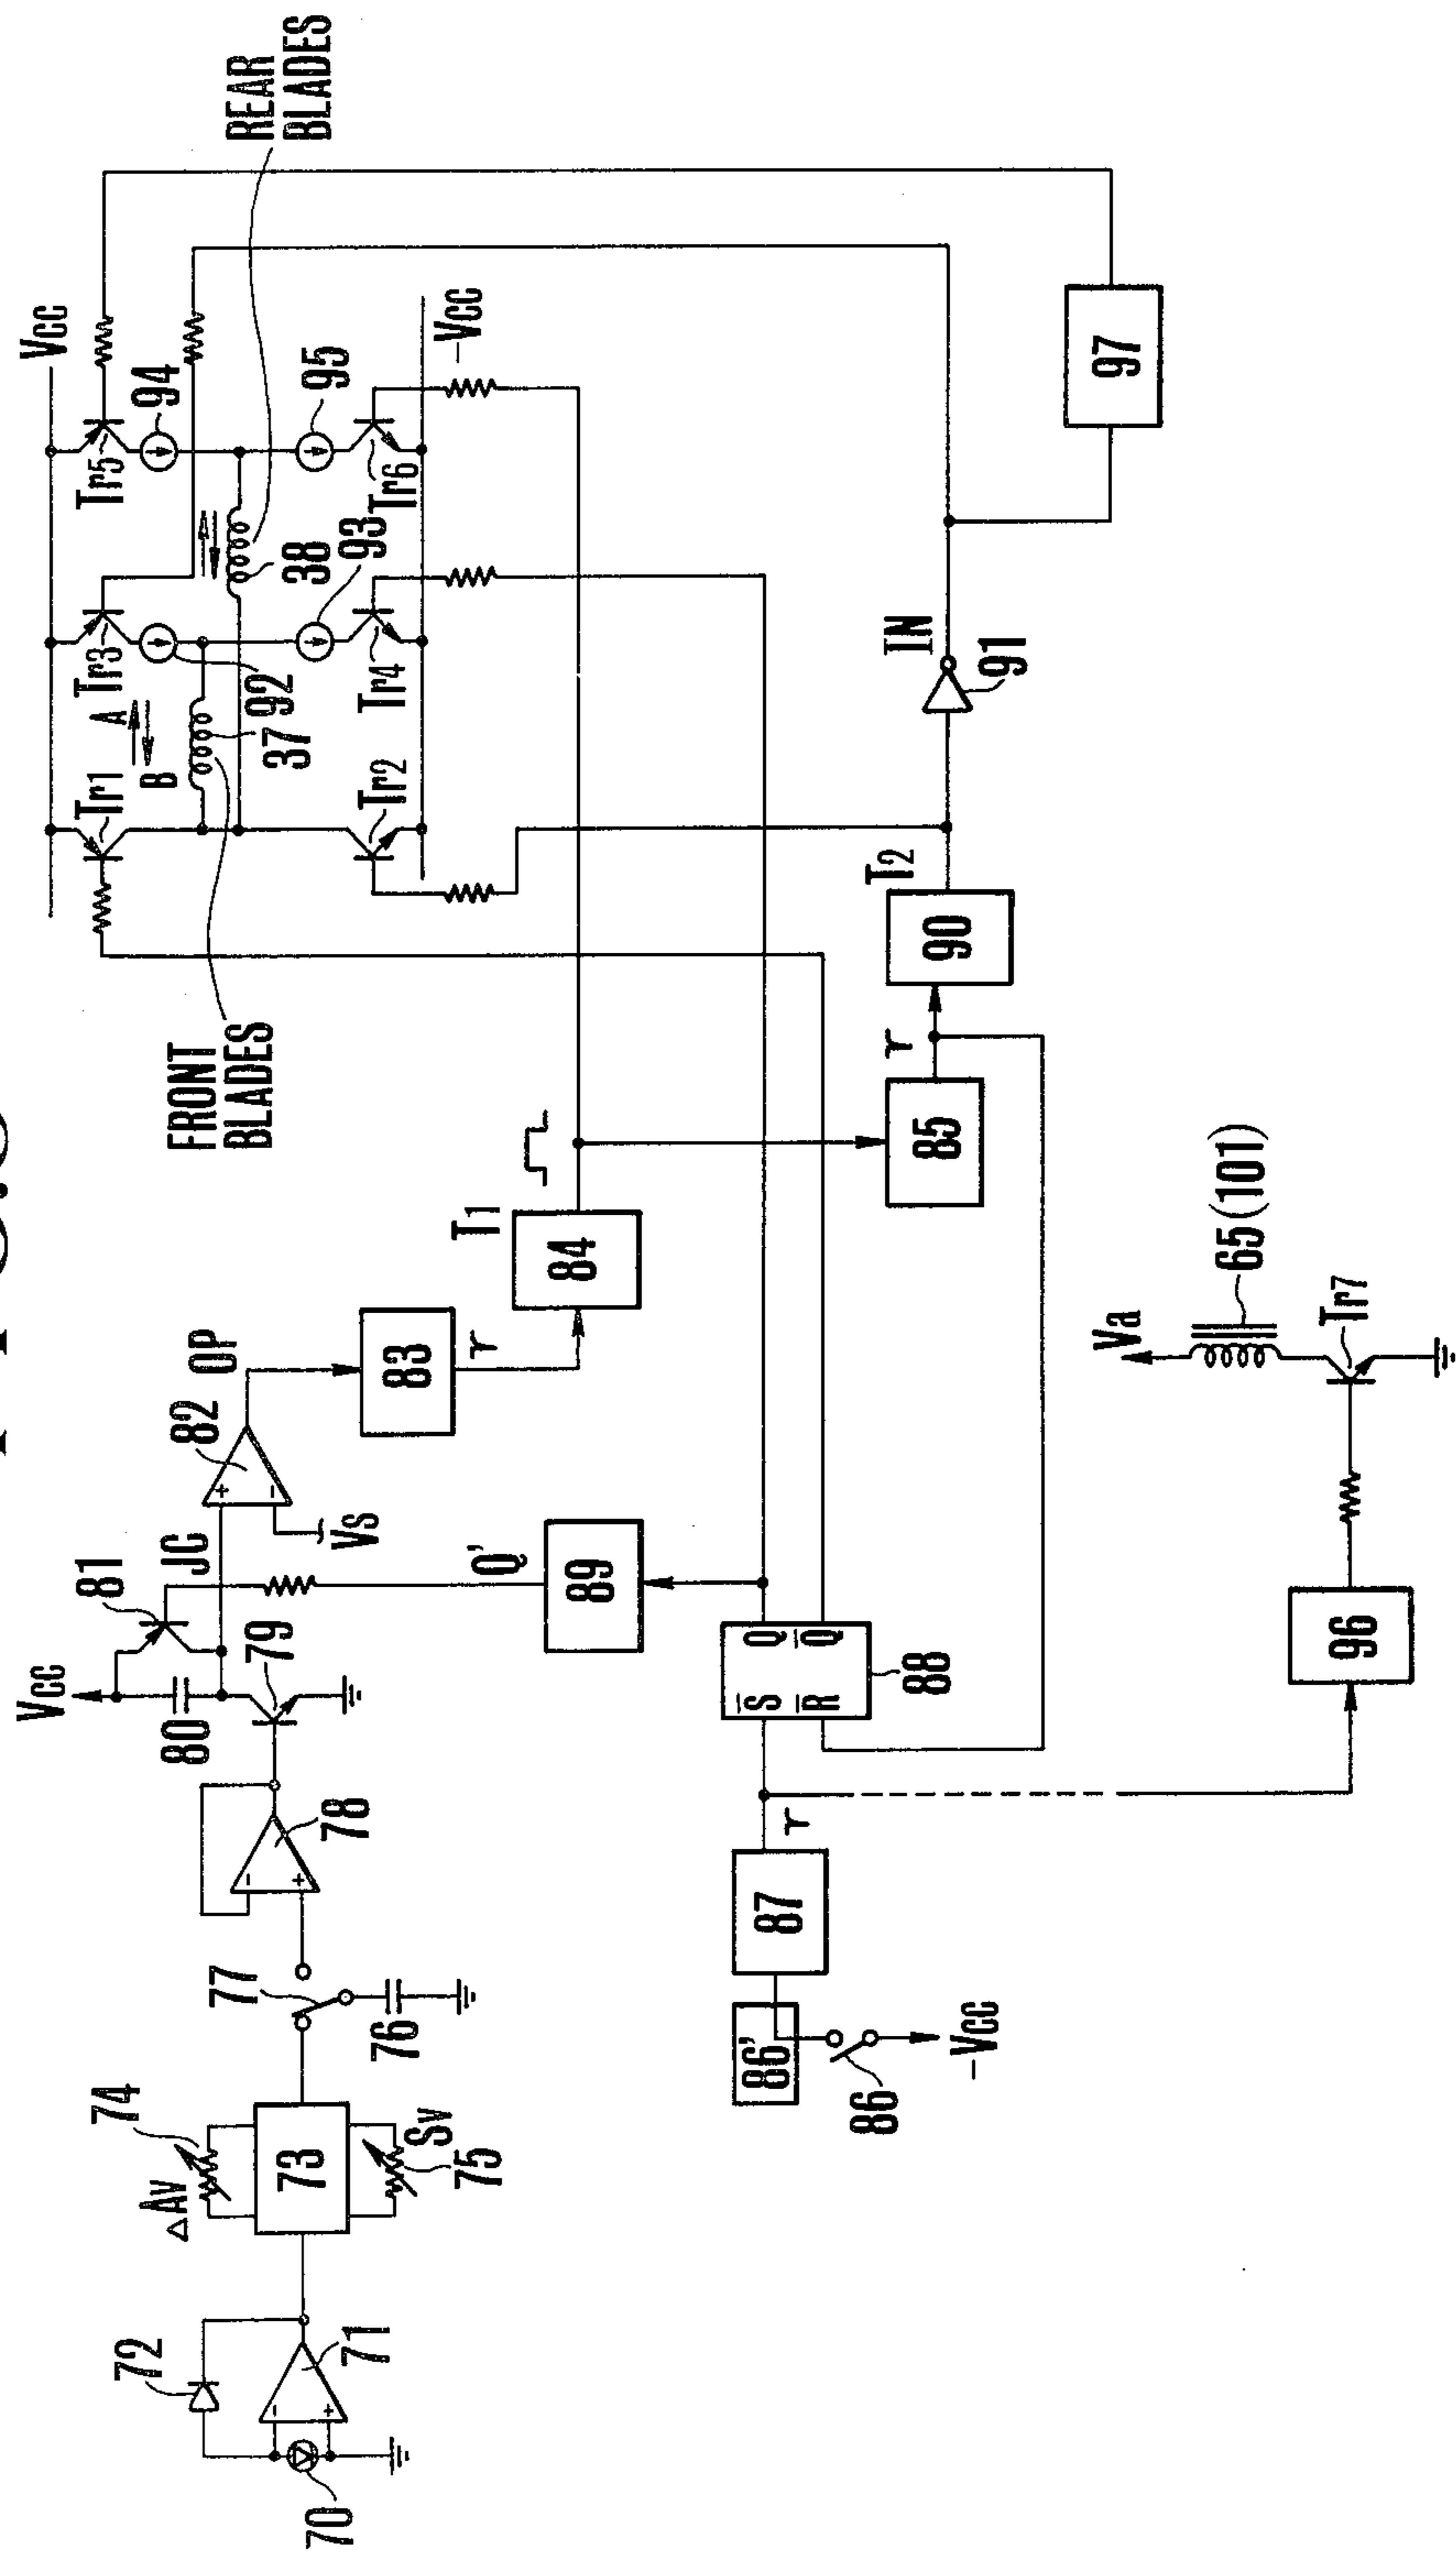 VCC
Tr1
Tr3
Tr5
A
B
92
37
94
REAR
BLADES
38
93
95
Tr2
Tr4
Tr6
-VCC
FRONT
BLADES
T1
84
OP
82
+
-
VS
JC
81
VCC
80
79
83
r
78
-
+
77
76
74
ΔAV
73
SV
75
72
71
-
+
70
Q'
89
S̅
Q
R̅
Q̅
88
r
87
86'
86
-VCC
85
r
90
T2
IN
91
97
96
Va
65(101)
Tr7